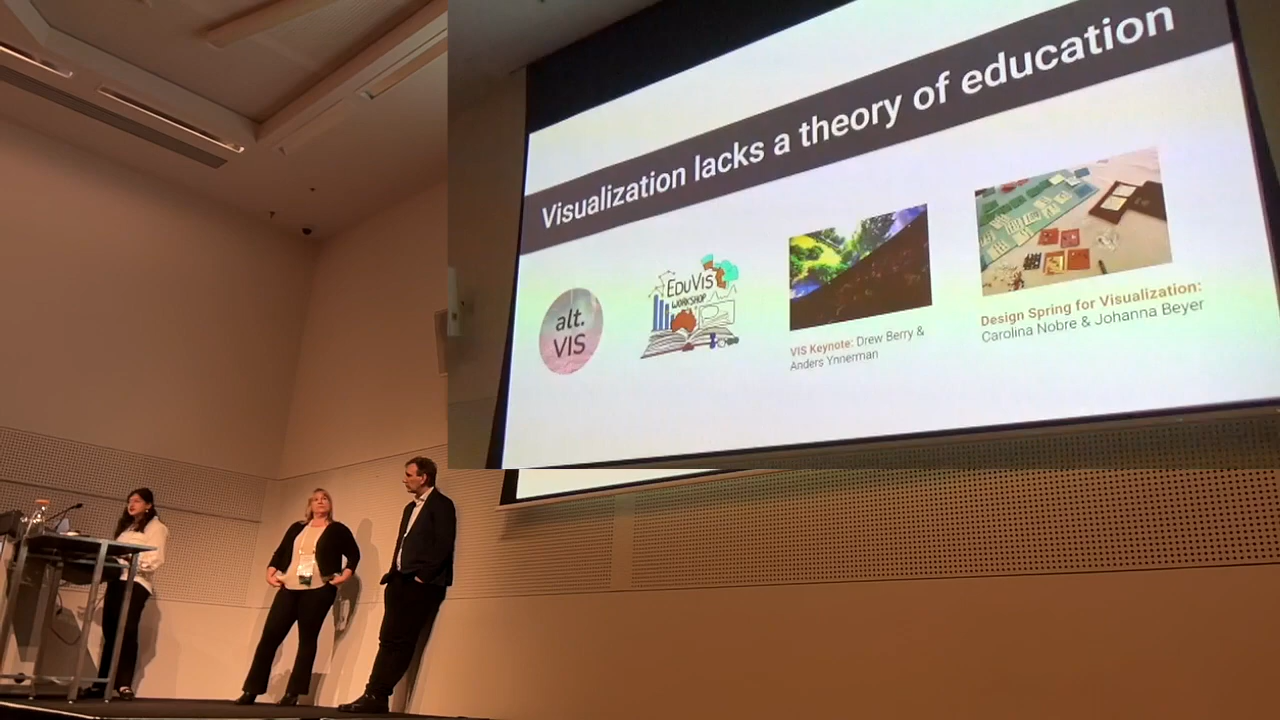 Visualization lacks a theory of education
alt.
VIS
EDUVIS
WORKSHOP
VIS Keynote: Drew Berry &
Anders Ynnerman
Design Spring for Visualization:
Carolina Nobre & Johanna Beyer